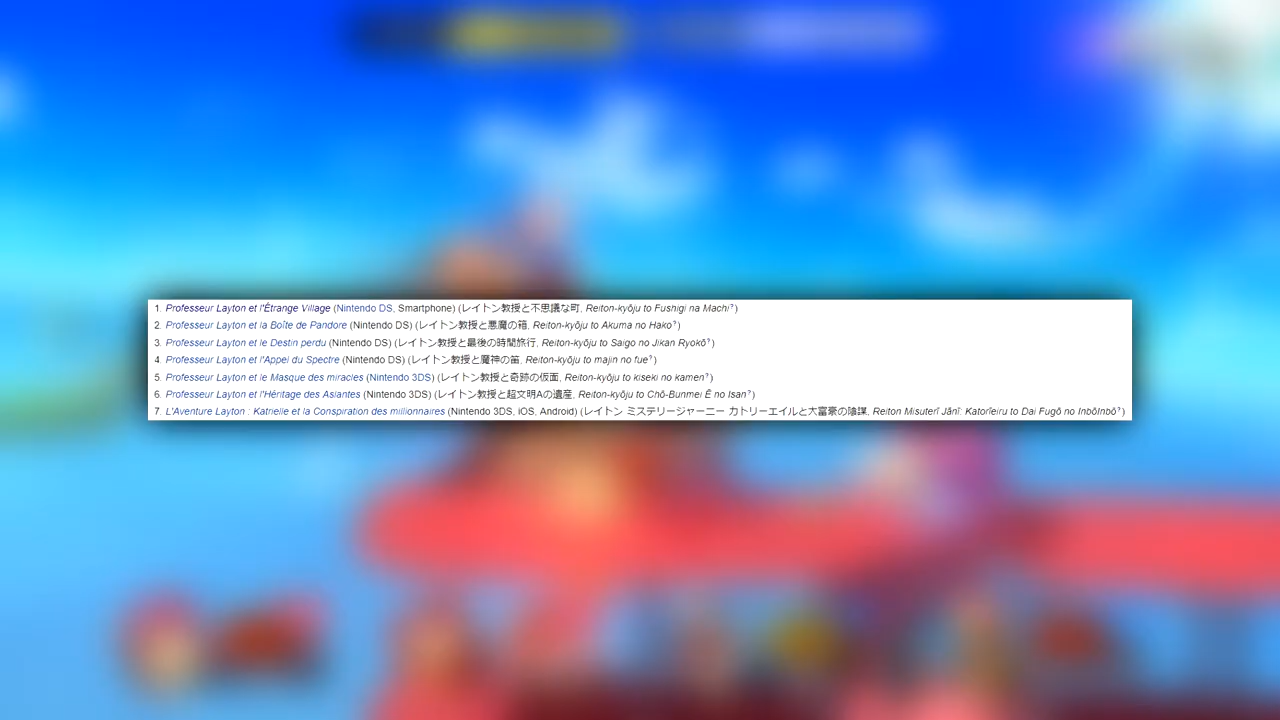 1. Professeur Layton et l'Étrange Village (Nintendo DS, Smartphone) (レイトン教授と不思議な町, Reiton-kyōju to Fushigi na Machi?)
2. Professeur Layton et la Boîte de Pandore (Nintendo DS) (レイトン教授と悪魔の箱, Reiton-kyōju to Akuma no Hako?)
3. Professeur Layton et le Destin perdu (Nintendo DS) (レイトン教授と最後の時間旅行, Reiton-kyōju to Saigo no Jikan Ryokō?)
4. Professeur Layton et l'Appel du Spectre (Nintendo DS) (レイトン教授と魔神の笛, Reiton-kyōju to majin no fue?)
5. Professeur Layton et le Masque des miracles (Nintendo 3DS) (レイトン教授と奇跡の仮面, Reiton-kyōju to kiseki no kamen?)
6. Professeur Layton et l'Héritage des Aslantes (Nintendo 3DS) (レイトン教授と超文明Aの遺産, Reiton-kyōju to Chō-Bunmei Ē no Isan?)
7. L'Aventure Layton : Katrielle et la Conspiration des millionnaires (Nintendo 3DS, iOS, Android) (レイトン ミステリージャーニー カトリーエイルと大富豪の陰謀, Reiton Misuterī Jānī: Katorīeiru to Dai Fugō no InbōInbō?)